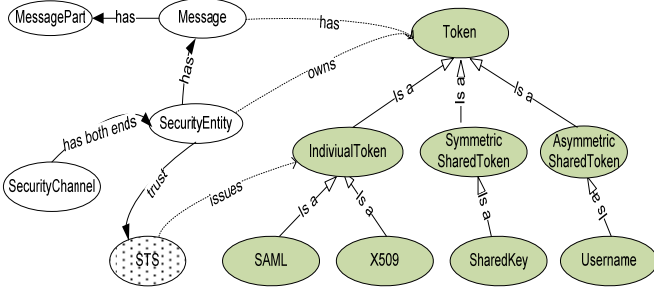 MessagePart
has
Message
has
Token
has
owns
Is a
Is a
Is a
has both ends
SecurityEntity
IndiviualToken
Symmetric
SharedToken
Asymmetric
SharedToken
SecurityChannel
trust
issues
Is a
Is a
Is a
Is a
STS
SAML
X509
SharedKey
Username